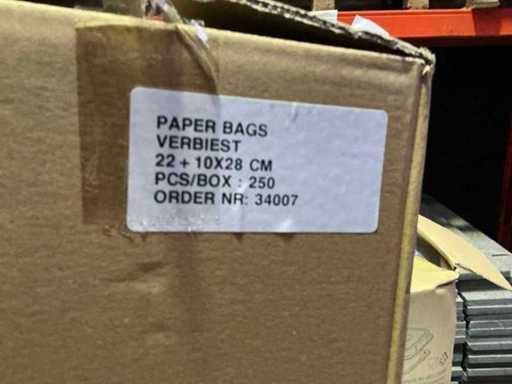 PAPER BAGS
VERBIEST
22 + 10X28 CM
PCS/BOX : 250
ORDER NR: 34007